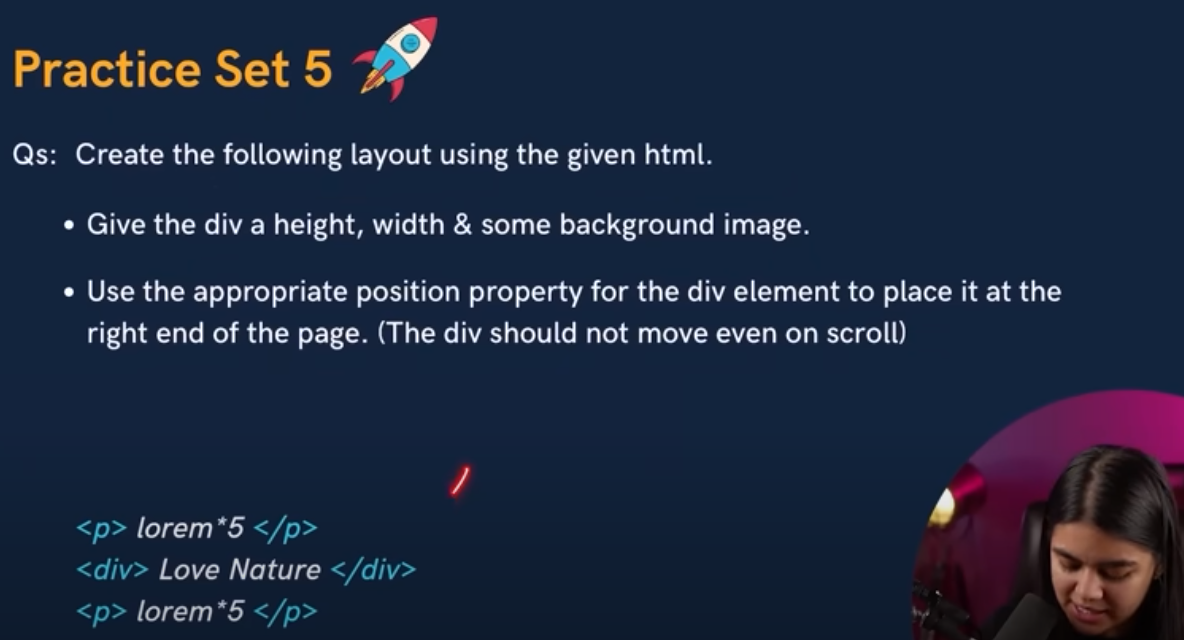 Practice Set 5
Qs: Create the following layout using the given html.
• Give the div a height, width & some background image.
• Use the appropriate position property for the div element to place it at the
right end of the page. (The div should not move even on scroll)
<p> lorem*5 </p>
<div> Love Nature </div>
<p> lorem*5 </p>